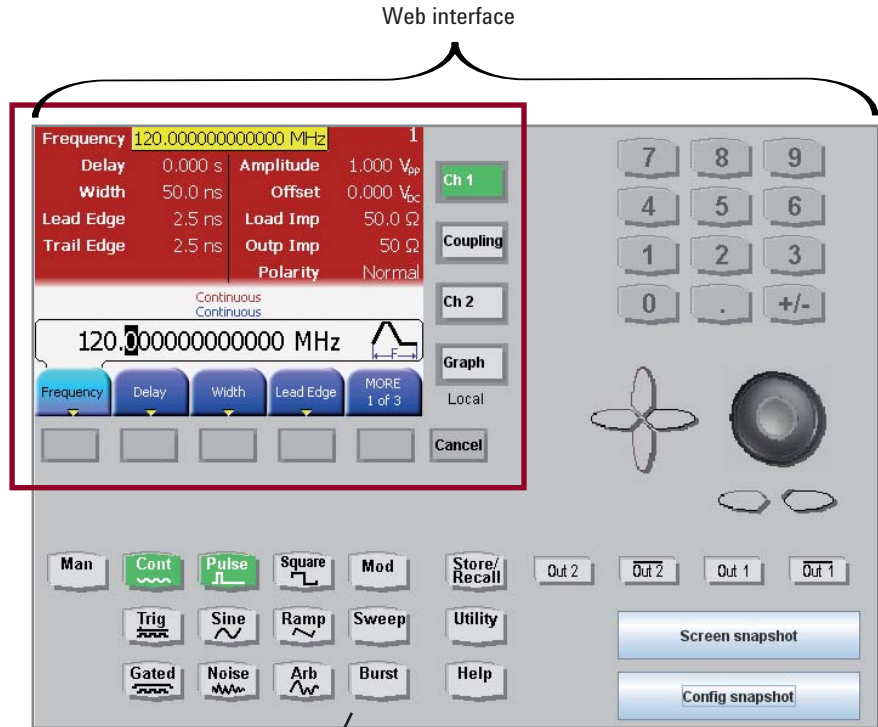 Web interface
Frequency 120.000000000000 MHz 1
Delay 0.000 s Amplitude 1.000 Vpp
Width 50.0 ns Offset 0.000 VDC
Lead Edge 2.5 ns Load Imp 50.0 Ω
Trail Edge 2.5 ns Outp Imp 50 Ω
Polarity Normal
Continuous
Continuous
120.000000000000 MHz
F
Frequency Delay Width Lead Edge MORE
1 of 3
Ch 1
Coupling
Ch 2
Graph
Local
Cancel
7 8 9
4 5 6
1 2 3
0 . +/-
Man Cont Pulse Square Mod Store/
Recall
Out 2 Out 2 Out 1 Out 1
Trig Sine Ramp Sweep Utility
Screen snapshot
Gated Noise Arb Burst Help
Config snapshot